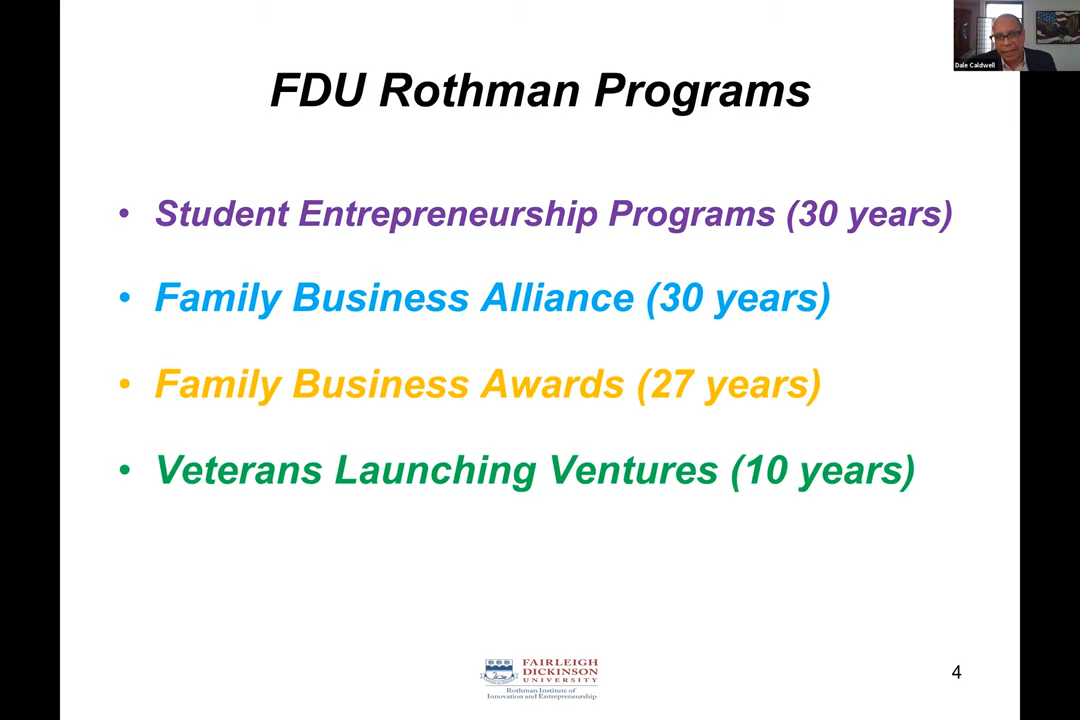 Dale Caldwell
FDU Rothman Programs
• Student Entrepreneurship Programs (30 years)
• Family Business Alliance (30 years)
• Family Business Awards (27 years)
• Veterans Launching Ventures (10 years)
FAIRLEIGH
DICKINSON
UNIVERSITY
Rothman Institute of
Innovation and Entrepreneurship
4